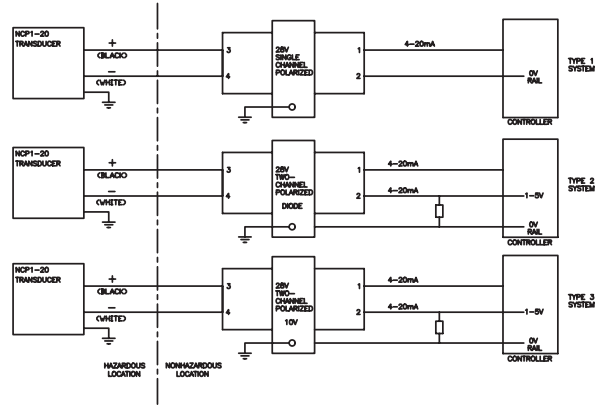 NCP1-20
TRANSDUCER
+
(BLACK)
−
(WHITE)
3
4
28V
SINGLE
CHANNEL
POLARIZED
1
2
4-20mA
0V
RAIL
CONTROLLER
TYPE 1
SYSTEM
NCP1-20
TRANSDUCER
+
(BLACK)
−
(WHITE)
3
4
28V
TWO-
CHANNEL
POLARIZED
DIODE
1
2
4-20mA
4-20mA
1-5V
0V
RAIL
CONTROLLER
TYPE 2
SYSTEM
NCP1-20
TRANSDUCER
+
(BLACK)
−
(WHITE)
3
4
28V
TWO-
CHANNEL
POLARIZED
10V
1
2
4-20mA
4-20mA
1-5V
0V
RAIL
CONTROLLER
TYPE 3
SYSTEM
HAZARDOUS
LOCATION
NONHAZARDOUS
LOCATION